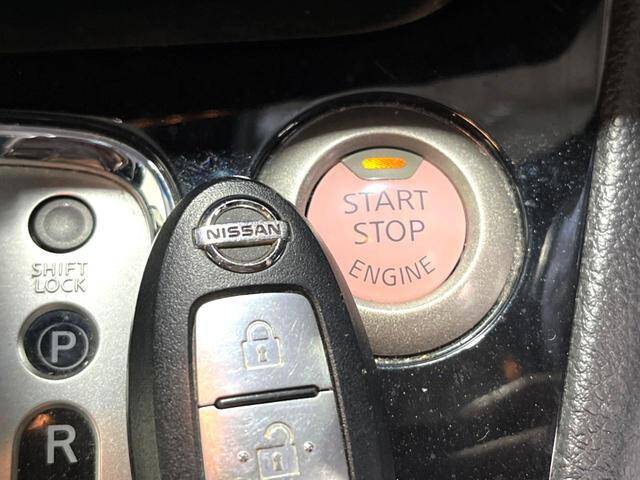 START
STOP
ENGINE
NISSAN
SHIFT
LOCK
P
R